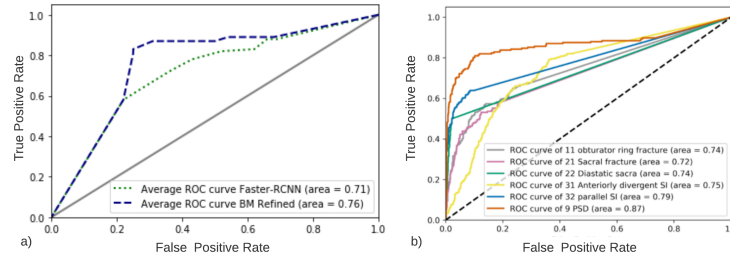 1.0
0.8
0.6
0.4
0.2
0.0
True Positive Rate
Average ROC curve Faster-RCNN (area = 0.71)
Average ROC curve BM Refined (area = 0.76)
0.0 0.2 0.4 0.6 0.8 1.0
a)
False Positive Rate
1.0
0.8
0.6
0.4
0.2
0.0
True Positive Rate
ROC curve of 11 obturator ring fracture (area = 0.74)
ROC curve of 21 Sacral fracture (area = 0.72)
ROC curve of 22 Diastatic sacra (area = 0.74)
ROC curve of 31 Anteriorly divergent SI (area = 0.75)
ROC curve of 32 parallel SI (area = 0.79)
ROC curve of 9 PSD (area = 0.87)
0.0 0.2 0.4 0.6 0.8 1.0
b)
False Positive Rate